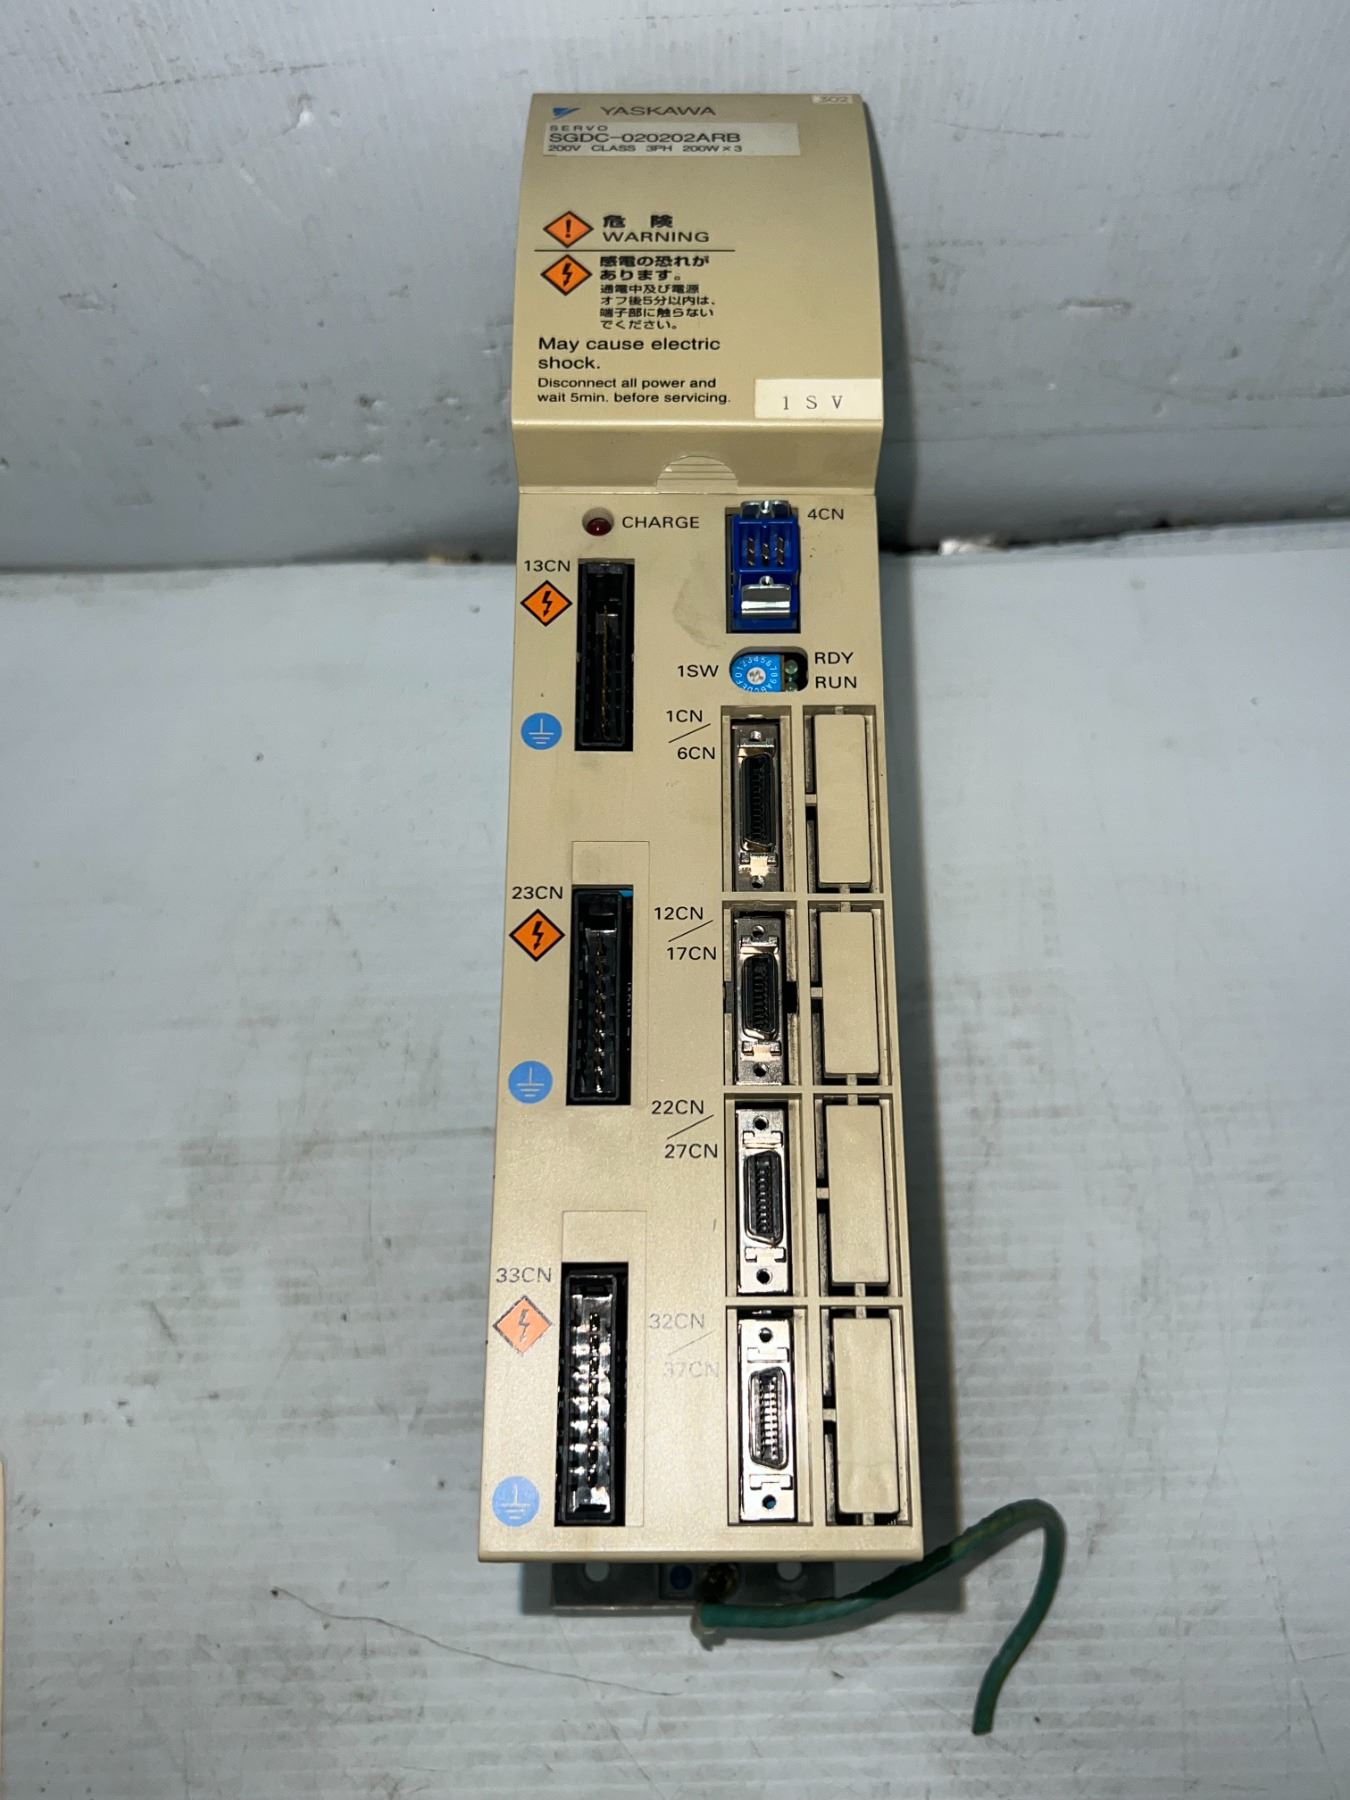 302
YASKAWA
SERVO
SGDC-020202ARB
200V CLASS 3PH 200W×3
危 険
WARNING
感電の恐れが
あります。
通電中及び電源
オフ後5分以内は、
端子部に触らない
でください。
May cause electric
shock.
Disconnect all power and
wait 5min. before servicing.
1 S V
CHARGE
4CN
13CN
1SW
RDY
RUN
1CN
6CN
23CN
12CN
17CN
22CN
27CN
33CN
32CN
37CN